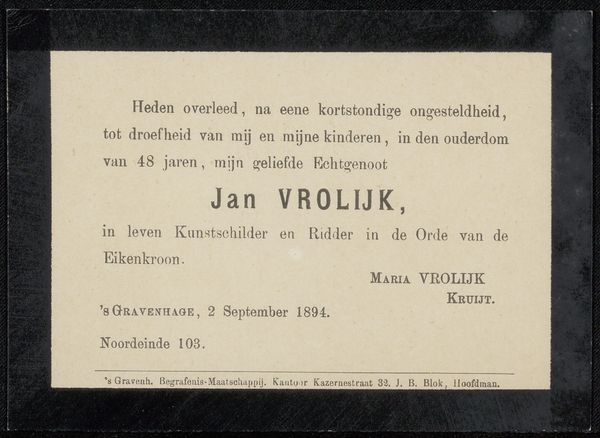 Heden overleed, na eene kortstondige ongesteldheid,
tot droefheid van mij en mijne kinderen, in den ouderdom
van 48 jaren, mijn geliefde Echtgenoot
Jan VROLIJK,
in leven Kunstschilder en Ridder in de Orde van de
Eikenkroon.
Maria VROLIJK
Kruijt.
's Gravenhage, 2 September 1894.
Noordeinde 103.
's Gravenh. Begrafenis-Maatschappij. Kantoor Kazernestraat 32. J. B. Blok, Hoofdman.